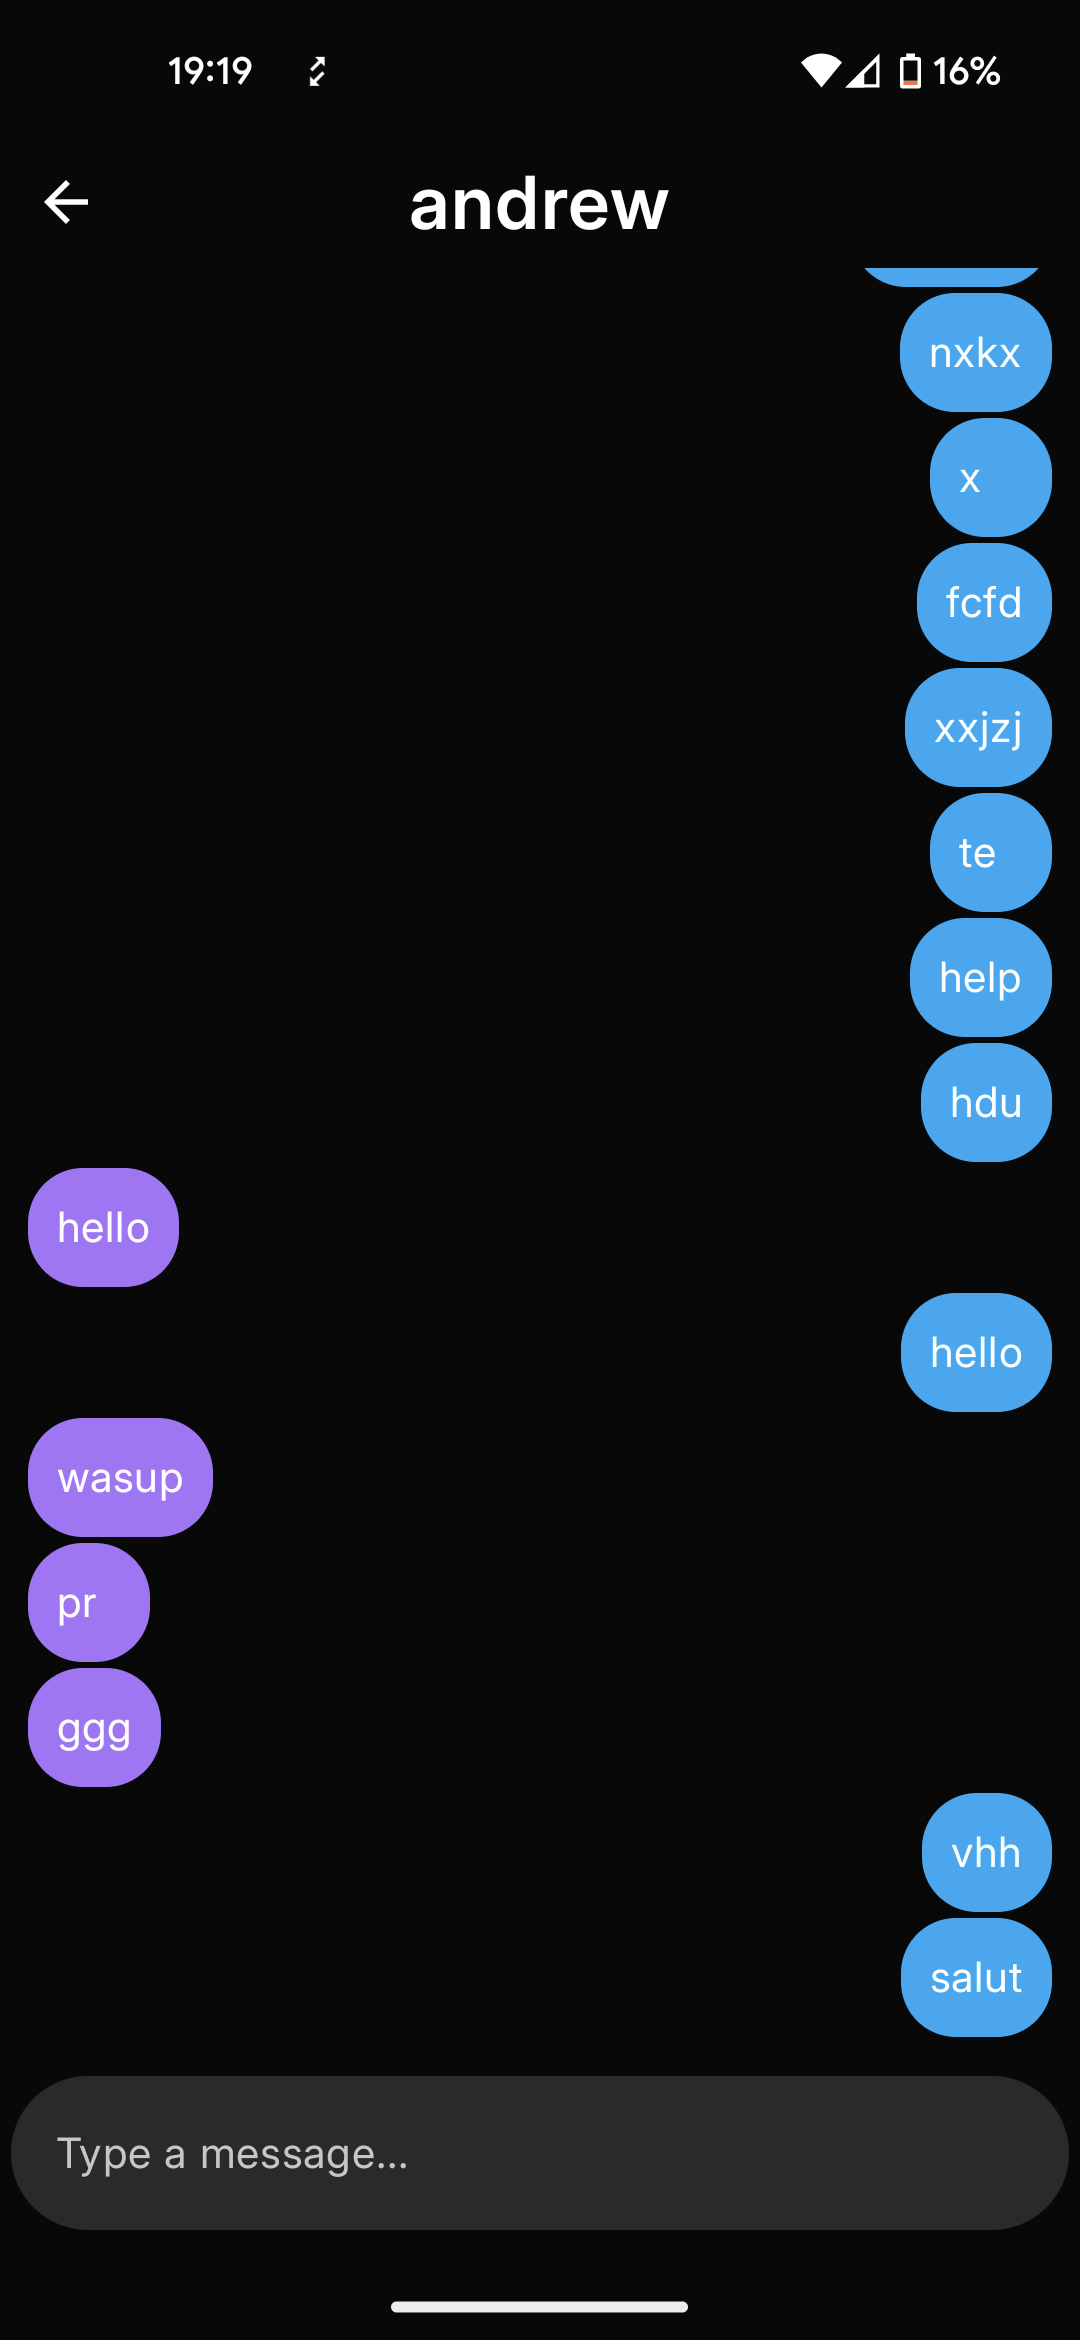 19:19
16%
andrew
nxkx
x
fcfd
xxjzj
te
help
hdu
hello
hello
wasup
pr
ggg
vhh
salut
Type a message...